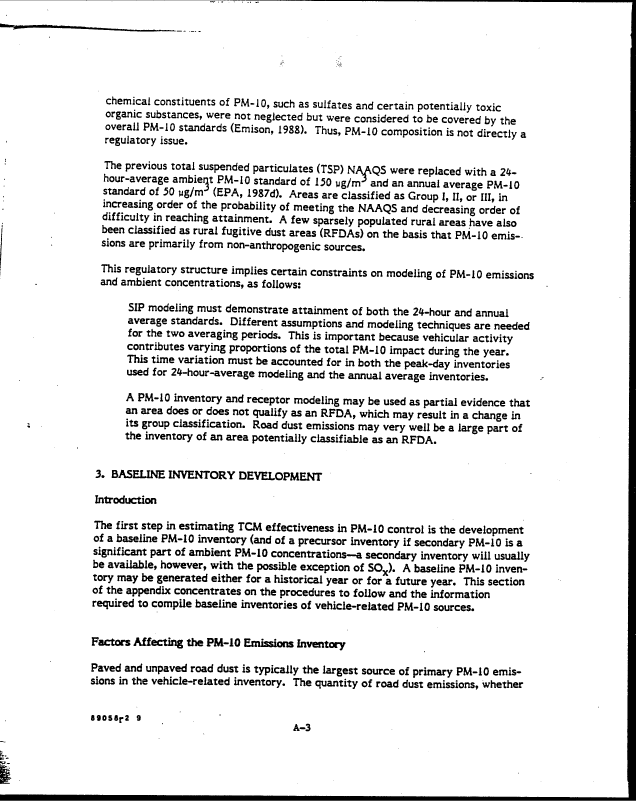 chemical constituents of PM-10, such as sulfates and certain potentially toxic
organic substances, were not neglected but were considered to be covered by the
overall PM-10 standards (Emison, 1988). Thus, PM-10 composition is not directly a
regulatory issue.
The previous total suspended particulates (TSP) NAAQS were replaced with a 24-
hour-average ambient PM-10 standard of 150 ug/m3 and an annual average PM-10
standard of 50 ug/m3 (EPA, 1987d). Areas are classified as Group I, II, or III, in
increasing order of the probability of meeting the NAAQS and decreasing order of
difficulty in reaching attainment. A few sparsely populated rural areas have also
been classified as rural fugitive dust areas (RFDAs) on the basis that PM-10 emis-
sions are primarily from non-anthropogenic sources.
This regulatory structure implies certain constraints on modeling of PM-10 emissions
and ambient concentrations, as follows:
SIP modeling must demonstrate attainment of both the 24-hour and annual
average standards. Different assumptions and modeling techniques are needed
for the two averaging periods. This is important because vehicular activity
contributes varying proportions of the total PM-10 impact during the year.
This time variation must be accounted for in both the peak-day inventories
used for 24-hour-average modeling and the annual average inventories.
A PM-10 inventory and receptor modeling may be used as partial evidence that
an area does or does not qualify as an RFDA, which may result in a change in
its group classification. Road dust emissions may very well be a large part of
the inventory of an area potentially classifiable as an RFDA.
3. BASELINE INVENTORY DEVELOPMENT
Introduction
The first step in estimating TCM effectiveness in PM-10 control is the development
of a baseline PM-10 inventory (and of a precursor inventory if secondary PM-10 is a
significant part of ambient PM-10 concentrations—a secondary inventory will usually
be available, however, with the possible exception of SOx). A baseline PM-10 inven-
tory may be generated either for a historical year or for a future year. This section
of the appendix concentrates on the procedures to follow and the information
required to compile baseline inventories of vehicle-related PM-10 sources.
Factors Affecting the PM-10 Emissions Inventory
Paved and unpaved road dust is typically the largest source of primary PM-10 emis-
sions in the vehicle-related inventory. The quantity of road dust emissions, whether
89058r2 9
A-3